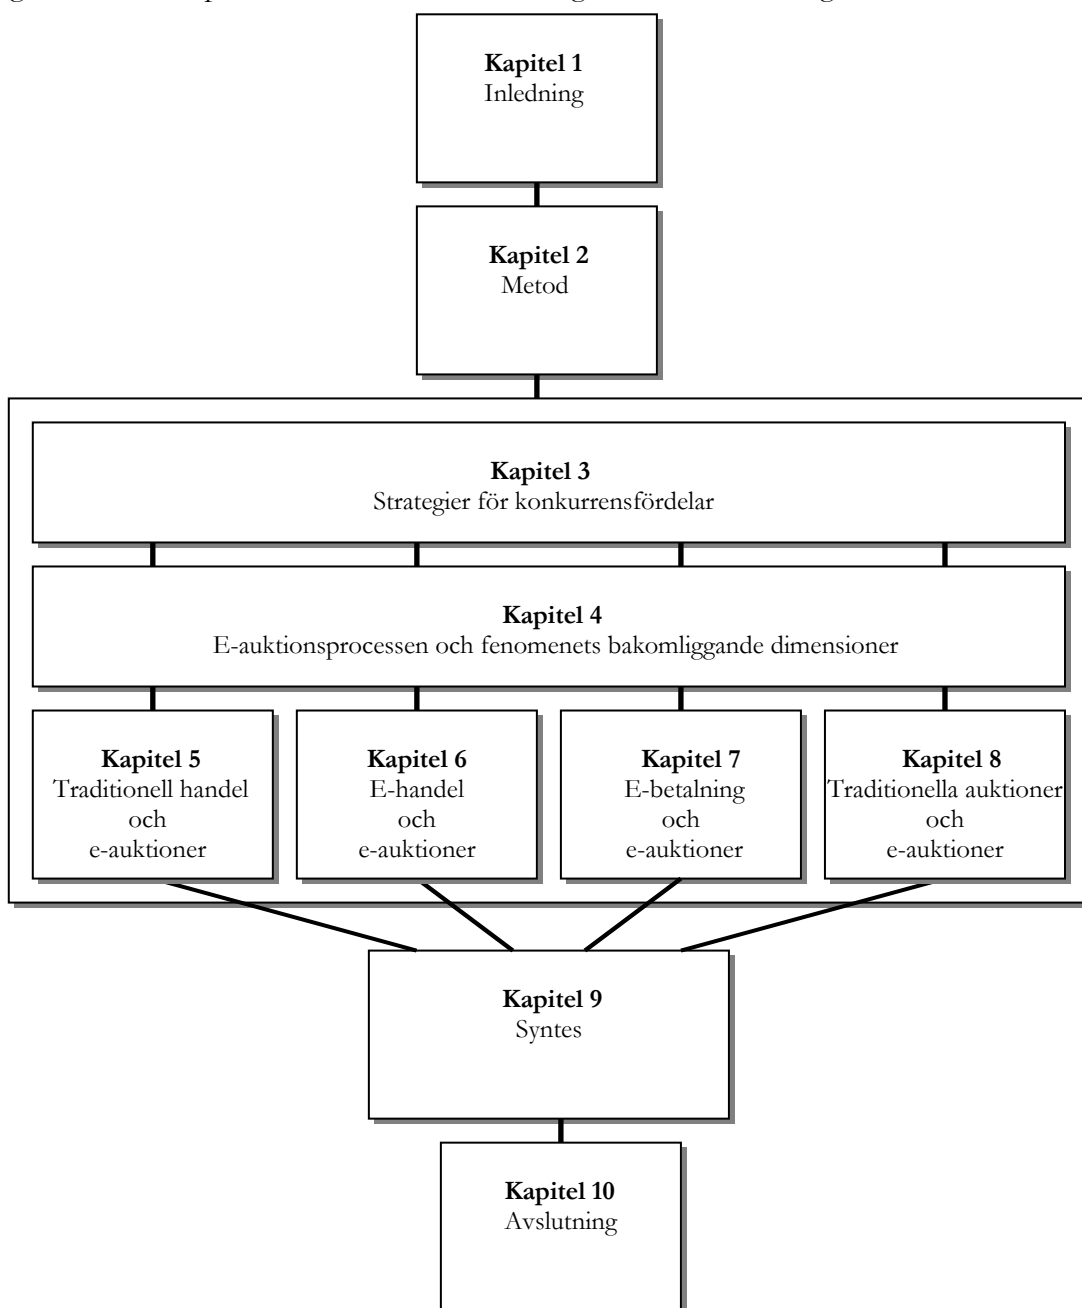 Kapitel 1
Inledning
Kapitel 2
Metod
Kapitel 3
Strategier för konkurrensfördelar
Kapitel 4
E-auktionsprocessen och fenomenets bakomliggande dimensioner
Kapitel 5
Traditionell handel
och
e-auktioner
Kapitel 6
E-handel
och
e-auktioner
Kapitel 7
E-betalning
och
e-auktioner
Kapitel 8
Traditionella auktioner
och
e-auktioner
Kapitel 9
Syntes
Kapitel 10
Avslutning